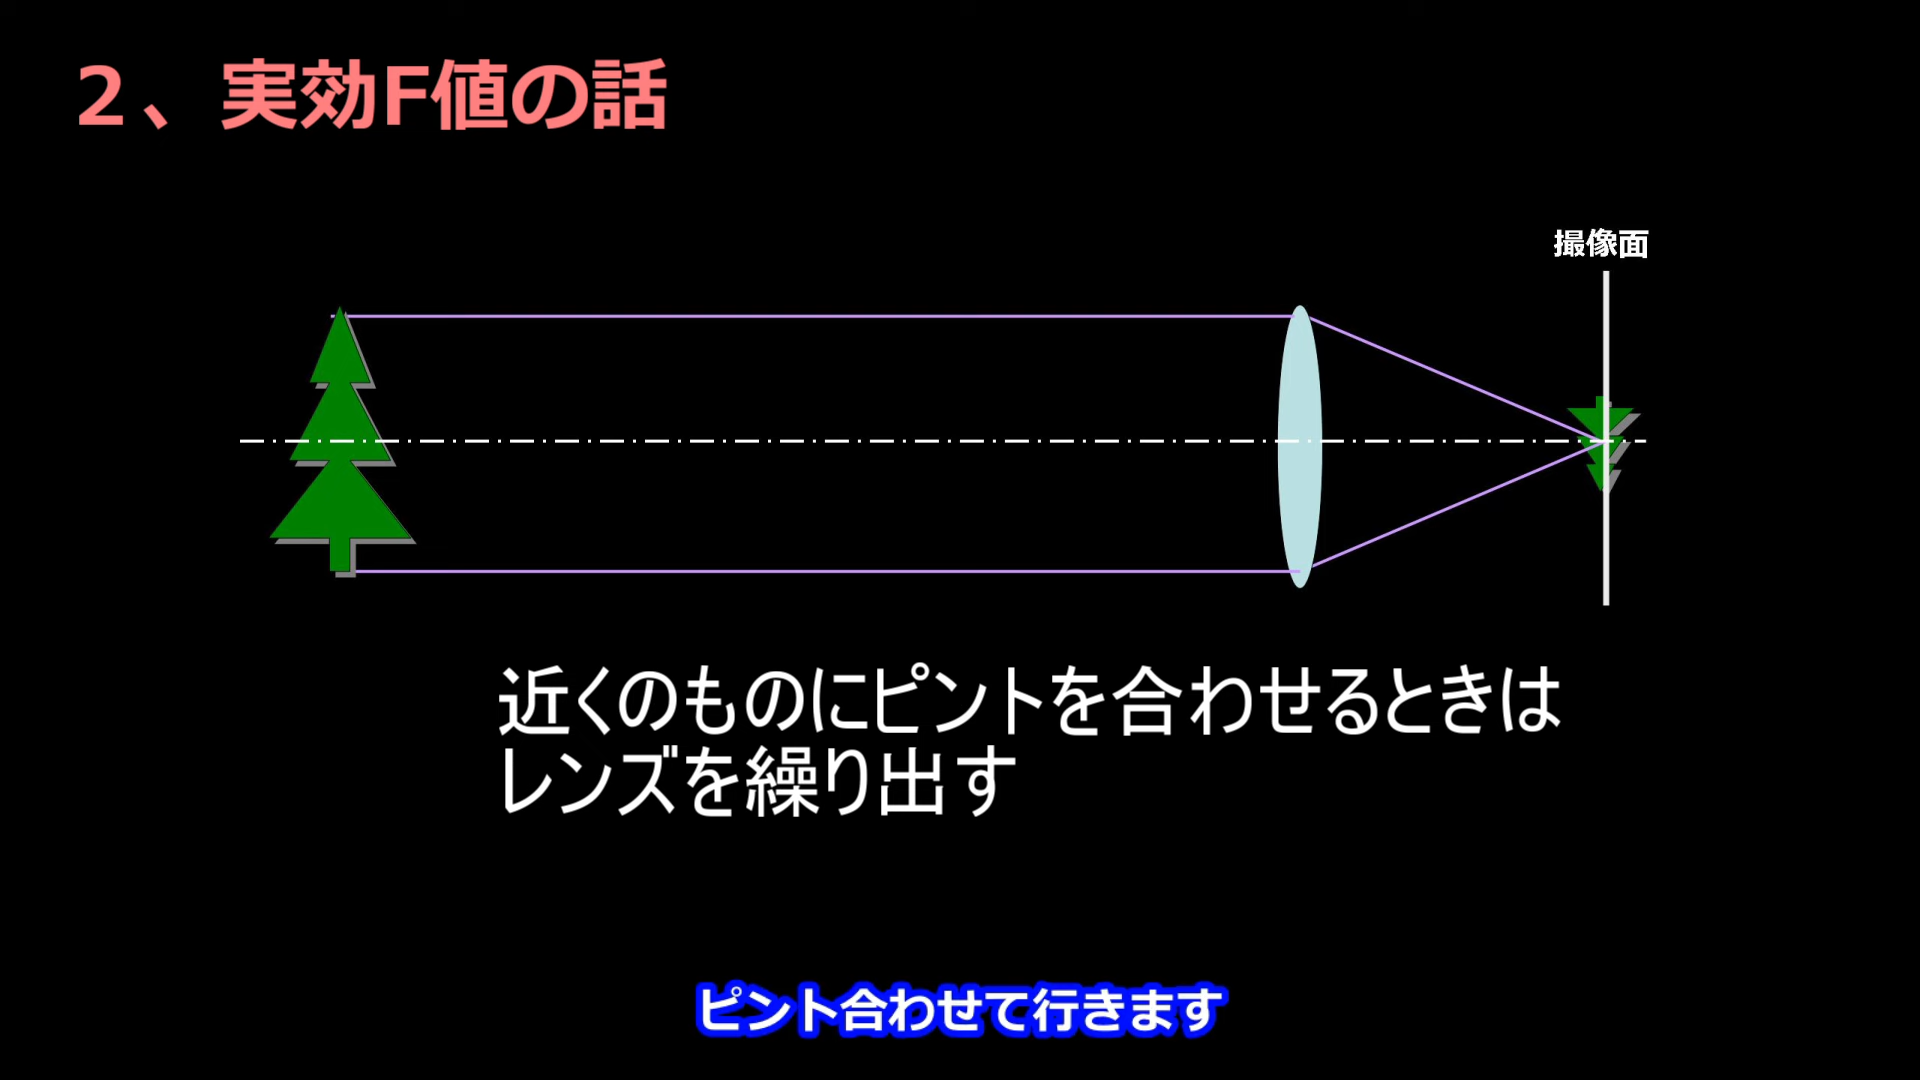 2、実効F値の話
撮像面
近くのものにピントを合わせるときは
レンズを繰り出す
ピント合わせて行きます